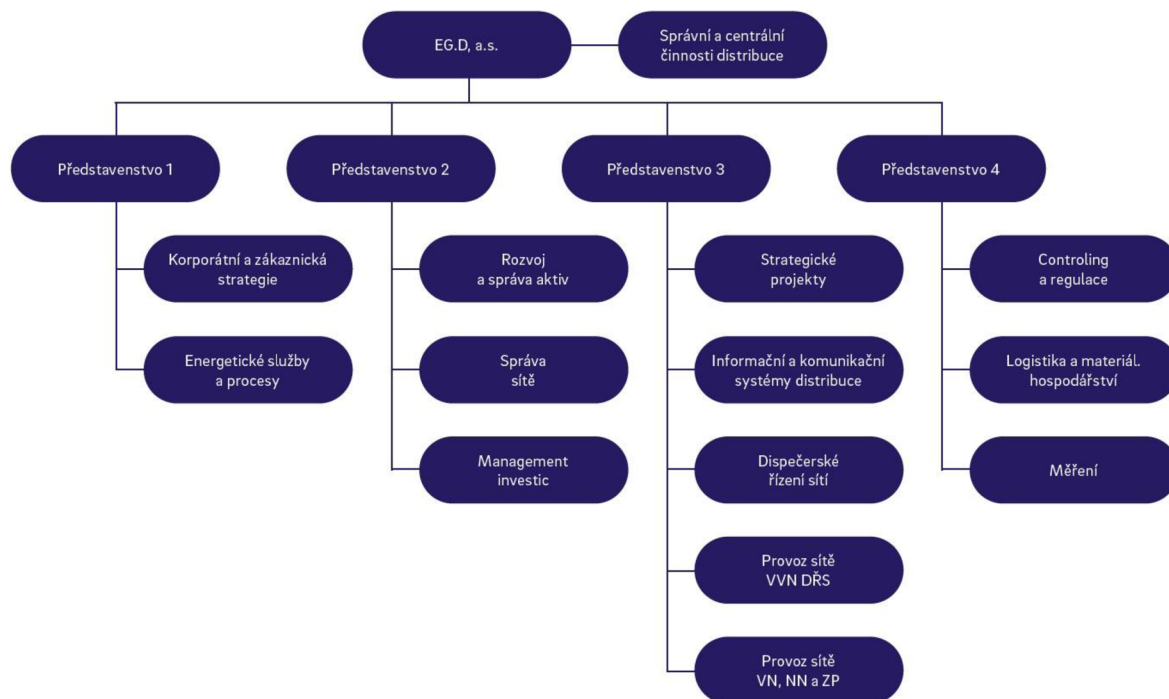 EG.D, a.s.
Správní a centrální
činnosti distribuce
Představenstvo 1
Představenstvo 2
Představenstvo 3
Představenstvo 4
Korporátní a zákaznická
strategie
Energetické služby
a procesy
Rozvoj
a správa aktiv
Správa
sítě
Management
investic
Strategické
projekty
Informační a komunikační
systémy distribuce
Dispečerské
řízení sítí
Provoz sítě
VVN DŘS
Provoz sítě
VN, NN a ZP
Controling
a regulace
Logistika a materiál.
hospodářství
Měření